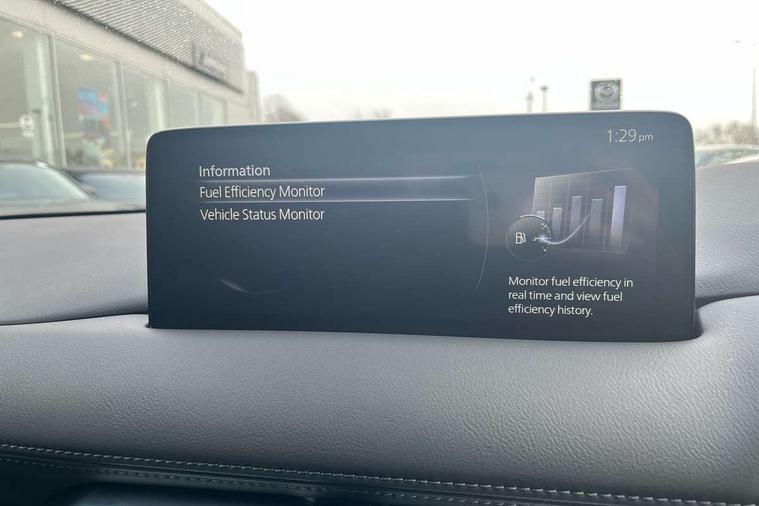 1:29 pm
Information
Fuel Efficiency Monitor
Vehicle Status Monitor
Monitor fuel efficiency in
real time and view fuel
efficiency history.